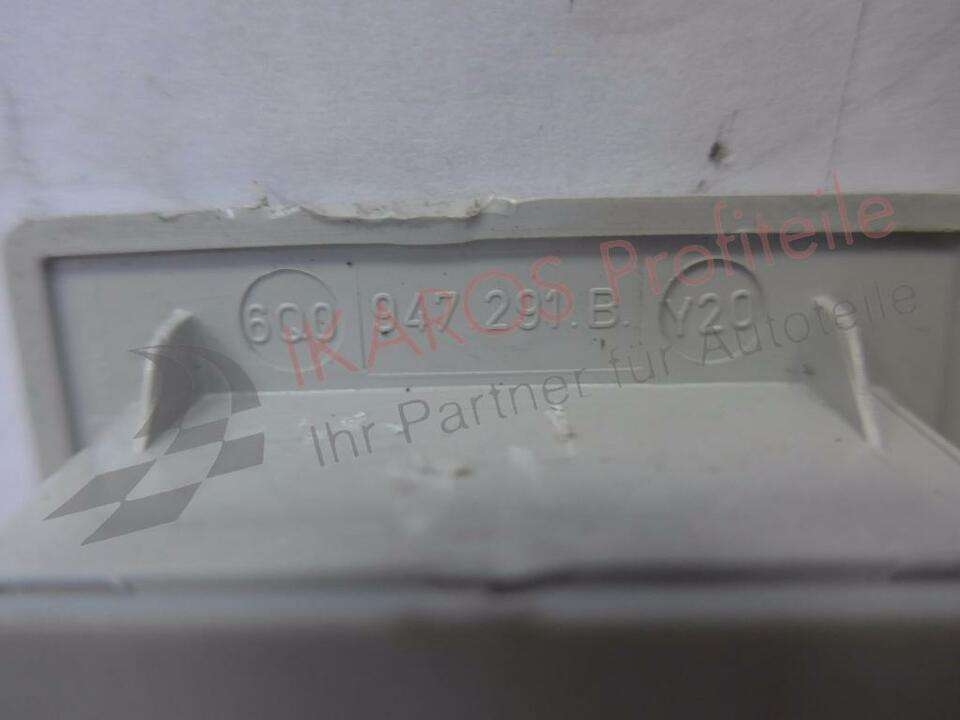 6Q0 947 291.B. Y20
IKAROS Profiteile
Ihr Partner für Autoteile